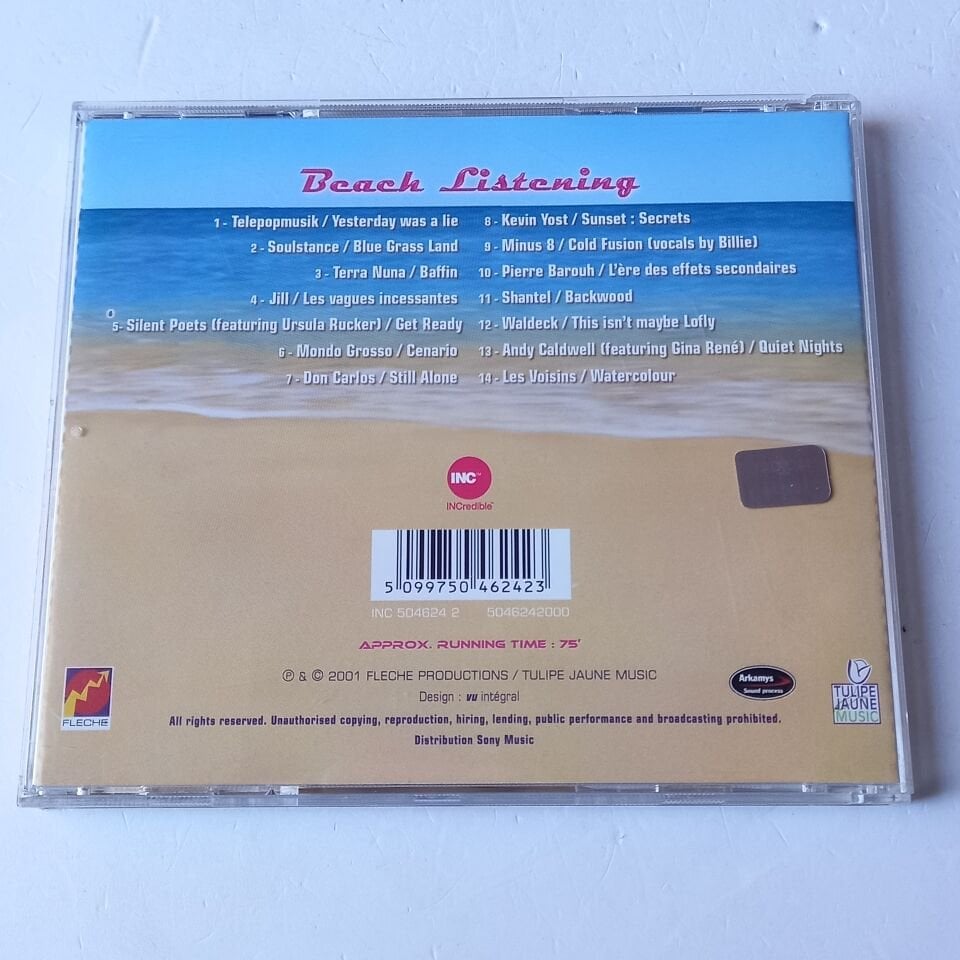 Beach Listening
1 - Telepopmusik / Yesterday was a lie
2 - Soulstance / Blue Grass Land
3 - Terra Nuna / Baffin
4 - Jill / Les vagues incessantes
5- Silent Poets (featuring Ursula Rucker) / Get Ready
6 - Mondo Grosso / Cenario
7 - Don Carlos / Still Alone
8 - Kevin Yost / Sunset : Secrets
9 - Minus 8 / Cold Fusion (vocals by Billie)
10 - Pierre Barouh / L'ère des effets secondaires
11 - Shantel / Backwood
12 - Waldeck / This isn't maybe Lofly
13 - Andy Caldwell (featuring Gina René) / Quiet Nights
14 - Les Voisins / Watercolour
INC™
INCredible™
5 099750 462423
INC 504624 2 5046242000
APPROX. RUNNING TIME : 75'
℗ & © 2001 FLECHE PRODUCTIONS / TULIPE JAUNE MUSIC
Design : vu intégral
All rights reserved. Unauthorised copying, reproduction, hiring, lending, public performance and broadcasting prohibited.
Distribution Sony Music
FLECHE
Arkamys
Sound process
TULIPE
JAUNE
MUSIC